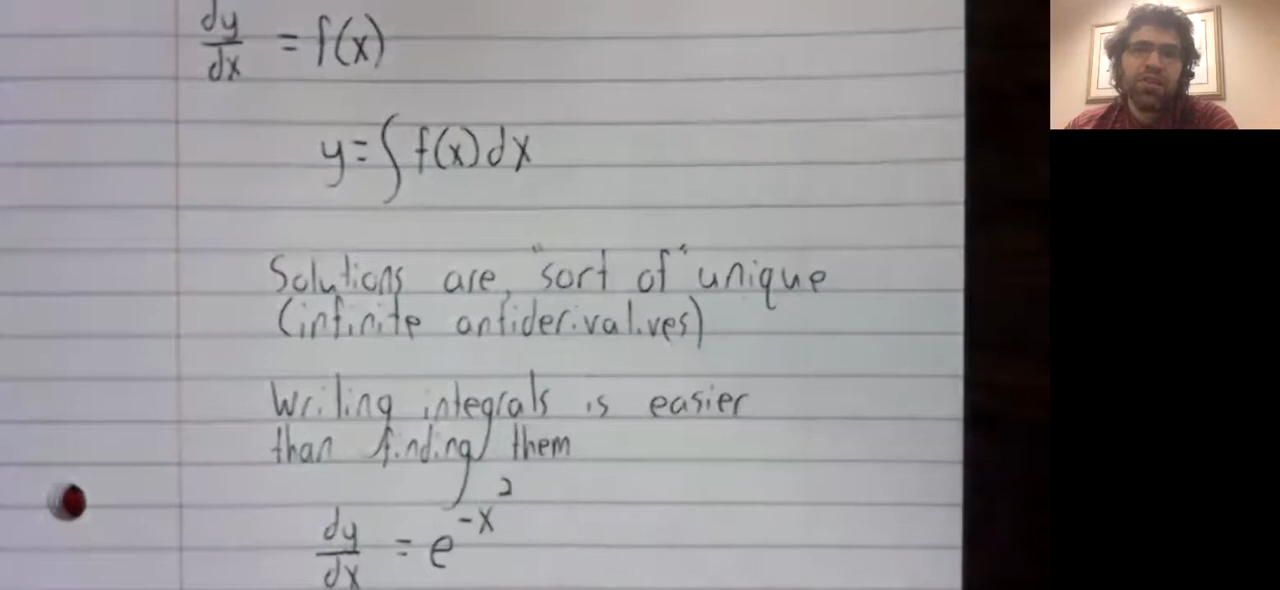 dy/dx = f(x)
y = ∫ f(x) dx
Solutions are "sort of" unique
(infinite antiderivatives)
Writing integrals is easier
than finding them
dy/dx = e^{-x^2}